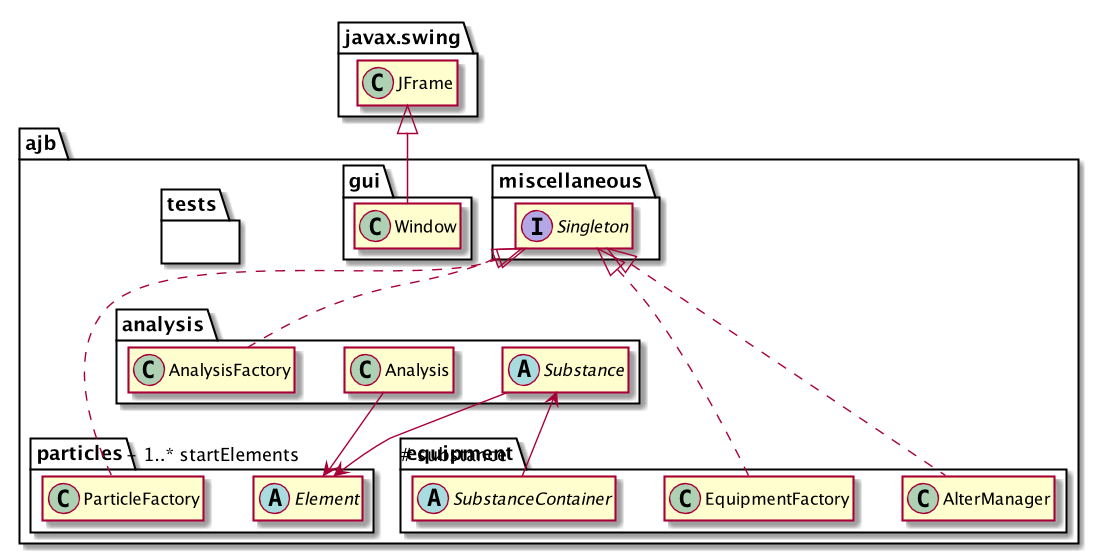 javax.swing
C JFrame
ajb
gui
miscellaneous
tests
C Window
I Singleton
analysis
C AnalysisFactory
C Analysis
A Substance
particles
- 1..* startElements
# substance
equipment
C ParticleFactory
A Element
A SubstanceContainer
C EquipmentFactory
C AlterManager